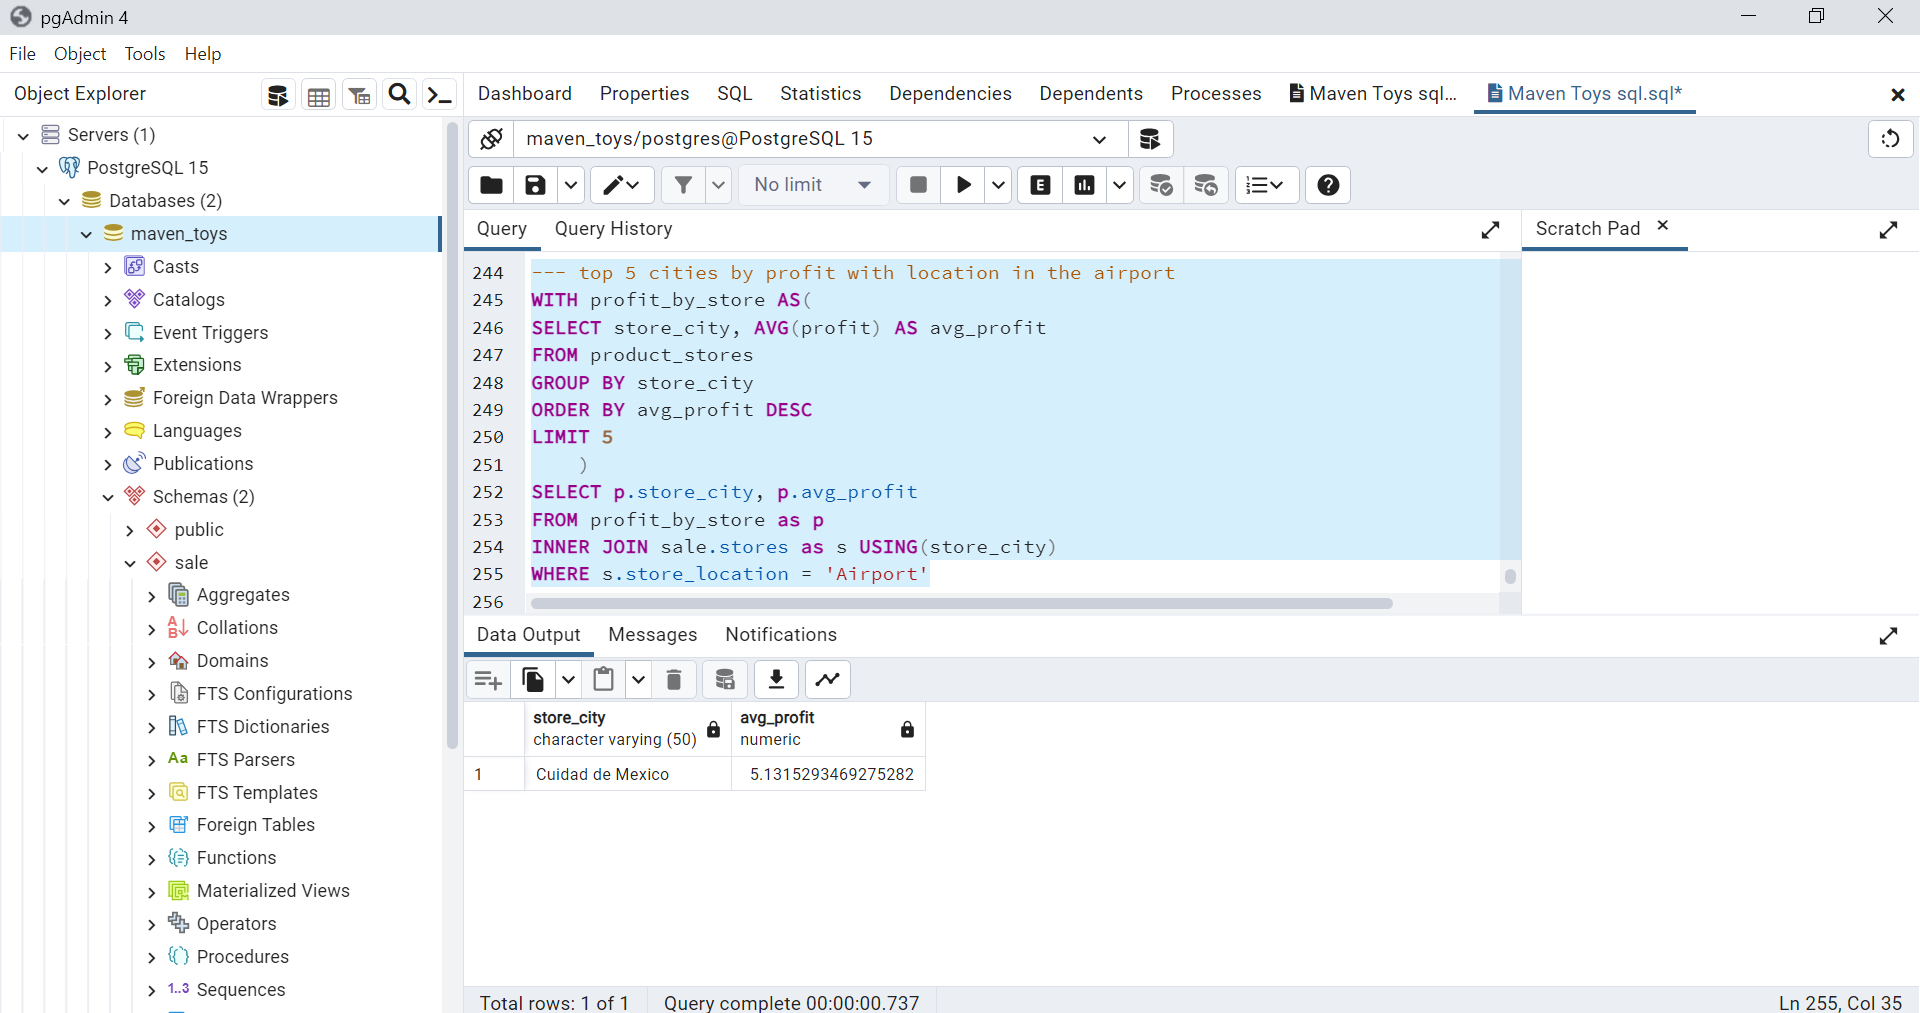 pgAdmin 4
File Object Tools Help
Object Explorer
Dashboard Properties SQL Statistics Dependencies Dependents Processes Maven Toys sql... Maven Toys sql.sql*
Servers (1)
PostgreSQL 15
Databases (2)
maven_toys
Casts
Catalogs
Event Triggers
Extensions
Foreign Data Wrappers
Languages
Publications
Schemas (2)
public
sale
Aggregates
Collations
Domains
FTS Configurations
FTS Dictionaries
Aa FTS Parsers
FTS Templates
Foreign Tables
Functions
Materialized Views
Operators
Procedures
1..3 Sequences
maven_toys/postgres@PostgreSQL 15
No limit
E
Query Query History
Scratch Pad
244 --- top 5 cities by profit with location in the airport
245 WITH profit_by_store AS(
246 SELECT store_city, AVG(profit) AS avg_profit
247 FROM product_stores
248 GROUP BY store_city
249 ORDER BY avg_profit DESC
250 LIMIT 5
251 )
252 SELECT p.store_city, p.avg_profit
253 FROM profit_by_store as p
254 INNER JOIN sale.stores as s USING(store_city)
255 WHERE s.store_location = 'Airport'
256
Data Output Messages Notifications
store_city avg_profit
character varying (50) numeric
1 Cuidad de Mexico 5.1315293469275282
Total rows: 1 of 1 Query complete 00:00:00.737 Ln 255, Col 35